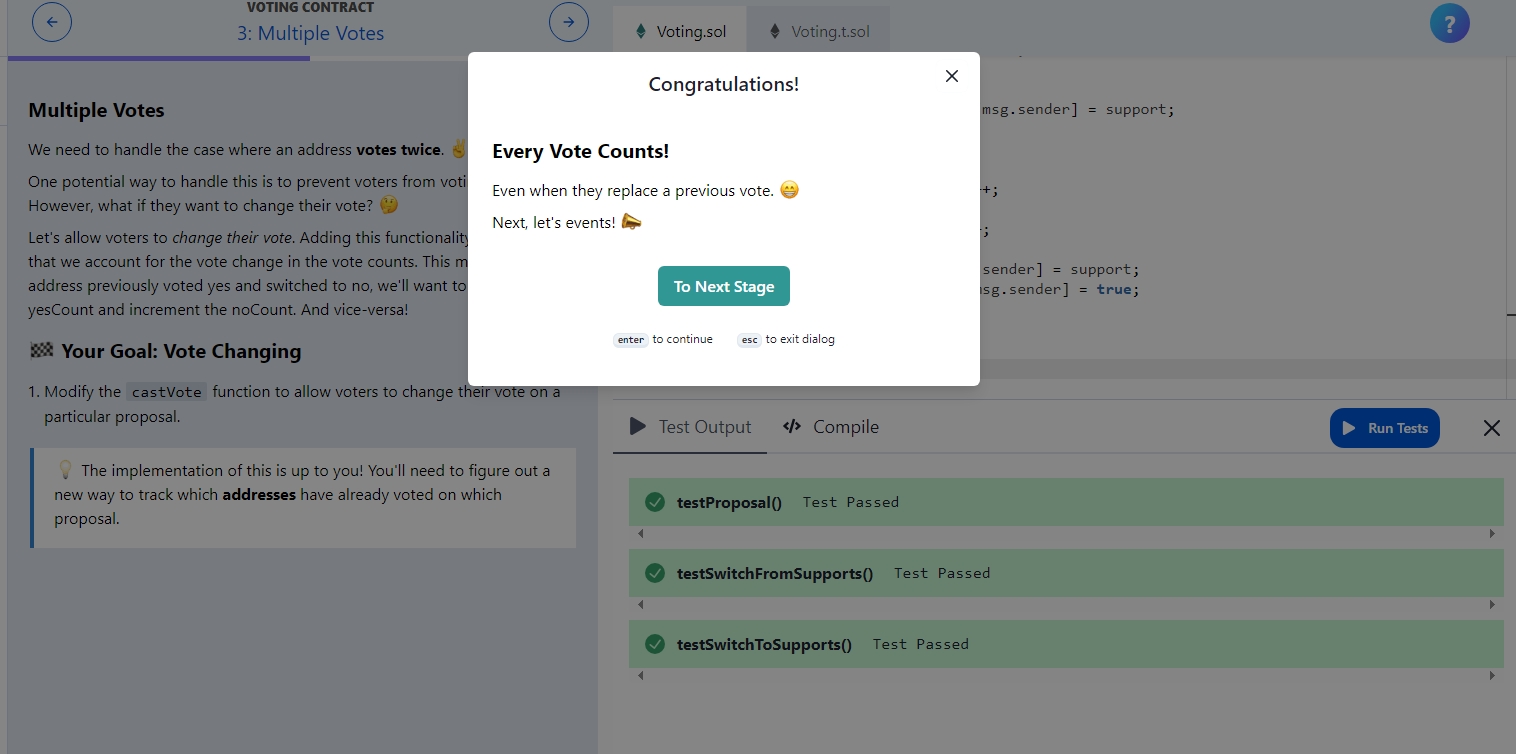 VOTING CONTRACT
3: Multiple Votes
Voting.sol
Voting.t.sol
?
Multiple Votes
We need to handle the case where an address votes twice. ✌
One potential way to handle this is to prevent voters from
However, what if they want to change their vote? 🤔
Let's allow voters to change their vote. Adding this functionality
that we account for the vote change in the vote counts. This
address previously voted yes and switched to no, we'll want to
yesCount and increment the noCount. And vice-versa!
🏁 Your Goal: Vote Changing
1. Modify the castVote function to allow voters to change their vote on a
particular proposal.
💡 The implementation of this is up to you! You'll need to figure out a
new way to track which addresses have already voted on which
proposal.
Congratulations!
Every Vote Counts!
Even when they replace a previous vote. 😁
Next, let's events! 📣
To Next Stage
enter to continue esc to exit dialog
msg.sender] = support;
+;
;
sender] = support;
sg.sender] = true;
Test Output
Compile
Run Tests
testProposal() Test Passed
testSwitchFromSupports() Test Passed
testSwitchToSupports() Test Passed